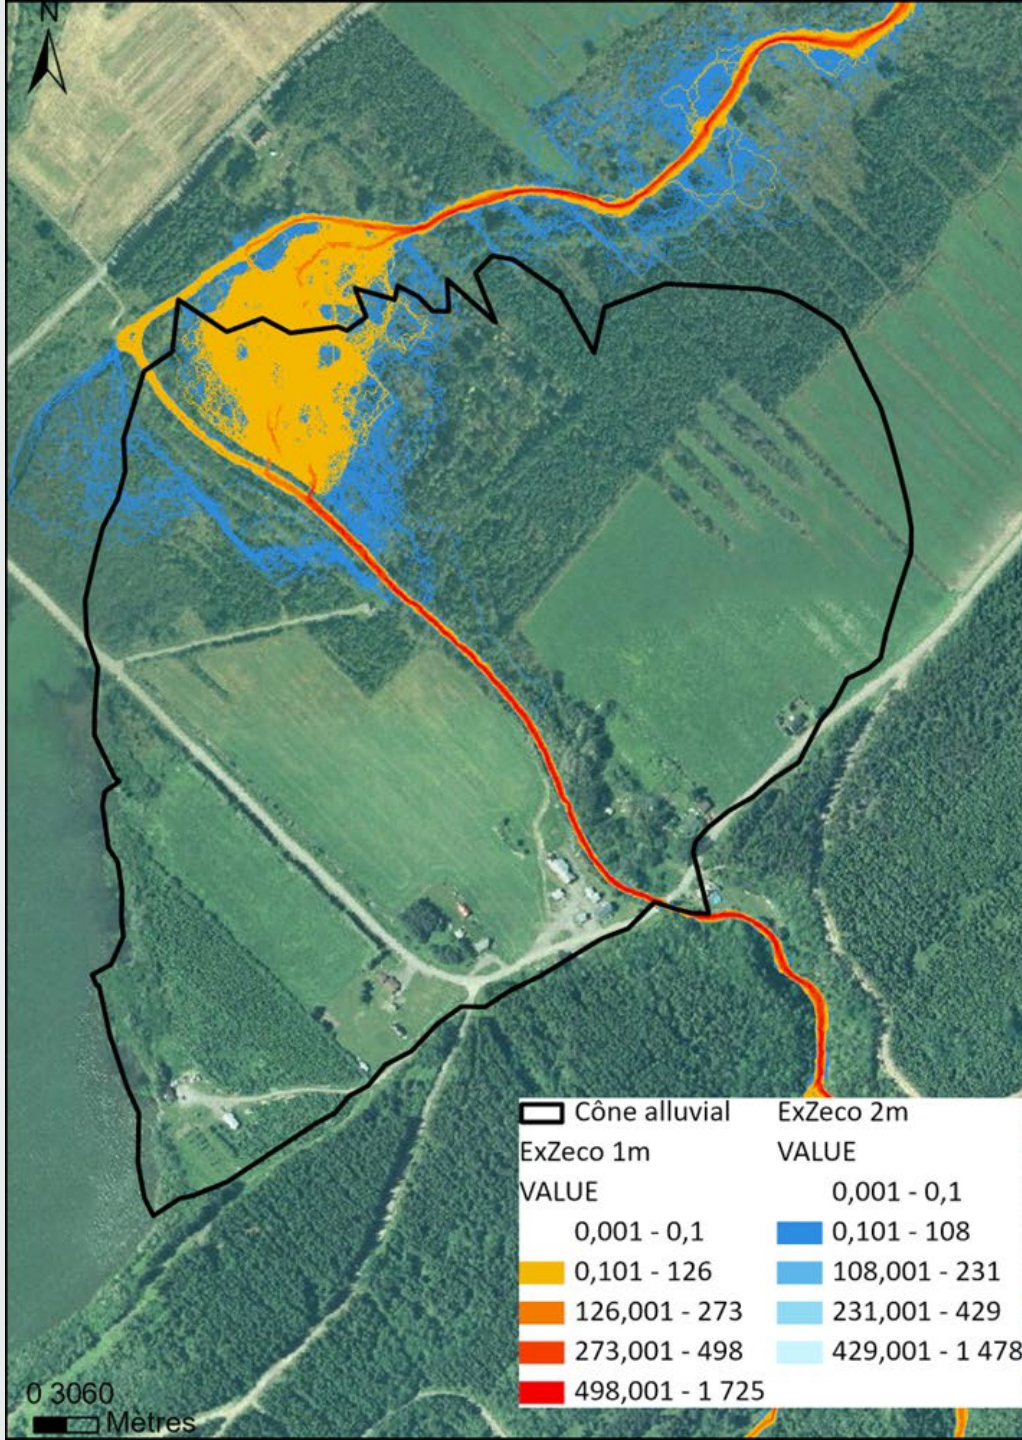 N
Cône alluvial
ExZeco 1m
VALUE
0,001 - 0,1
0,101 - 126
126,001 - 273
273,001 - 498
498,001 - 1 725
ExZeco 2m
VALUE
0,001 - 0,1
0,101 - 108
108,001 - 231
231,001 - 429
429,001 - 1 478
0 3060
Mètres